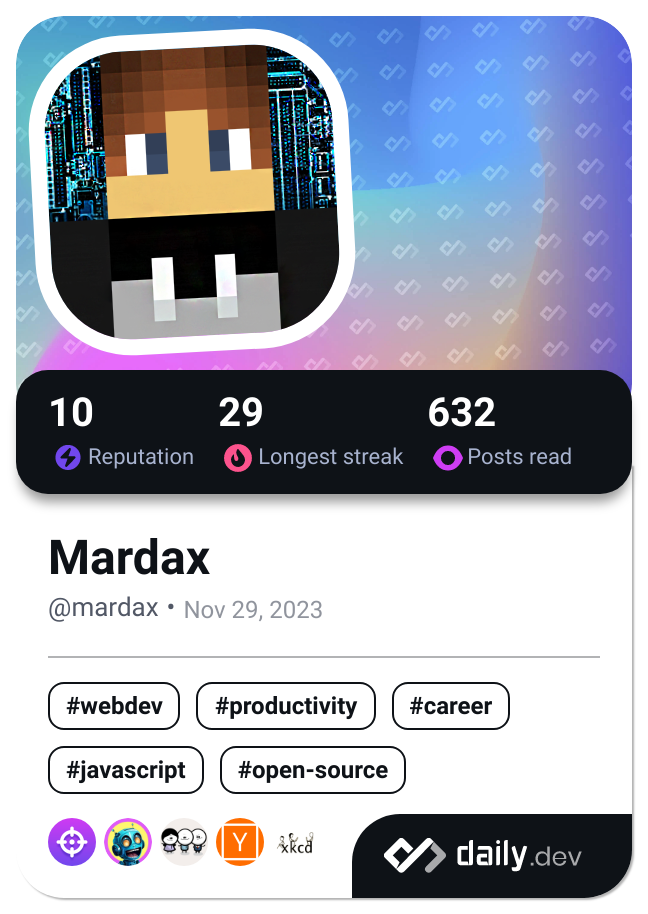 10 29 632
Reputation Longest streak Posts read
Mardax
@mardax • Nov 29, 2023
#webdev #productivity #career
#javascript #open-source
Y xkcd
daily.dev